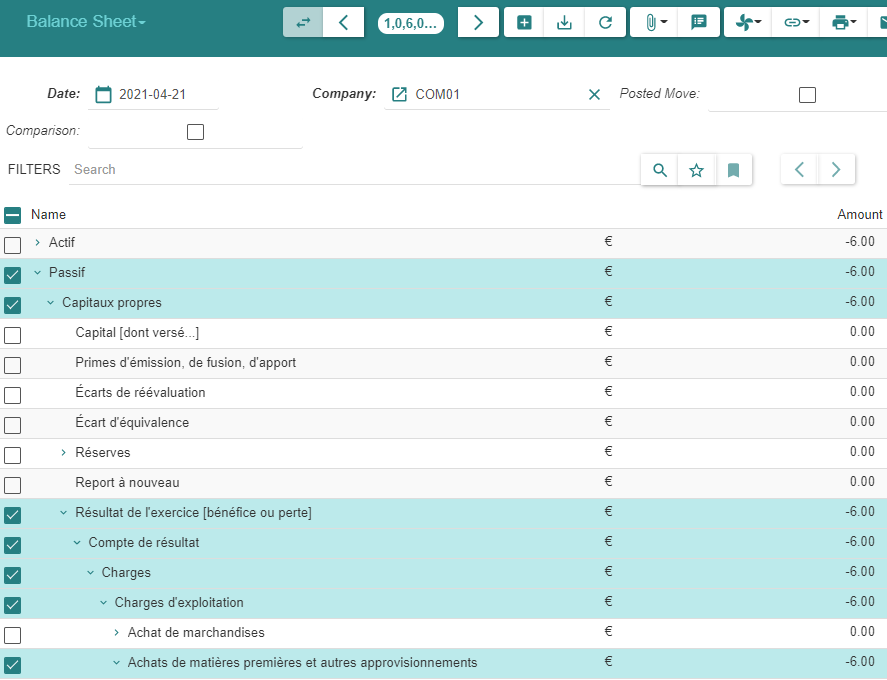 Balance Sheet
1,0,6,0...
Date: 2021-04-21 Company: COM01 Posted Move:
Comparison:
FILTERS Search
Name Amount
Actif € -6.00
Passif € -6.00
Capitaux propres € -6.00
Capital [dont versé...] € 0.00
Primes d'émission, de fusion, d'apport € 0.00
Écarts de réévaluation € 0.00
Écart d'équivalence € 0.00
Réserves € 0.00
Report à nouveau € 0.00
Résultat de l'exercice [bénéfice ou perte] € -6.00
Compte de résultat € -6.00
Charges € -6.00
Charges d'exploitation € -6.00
Achat de marchandises € 0.00
Achats de matières premières et autres approvisionnements € -6.00